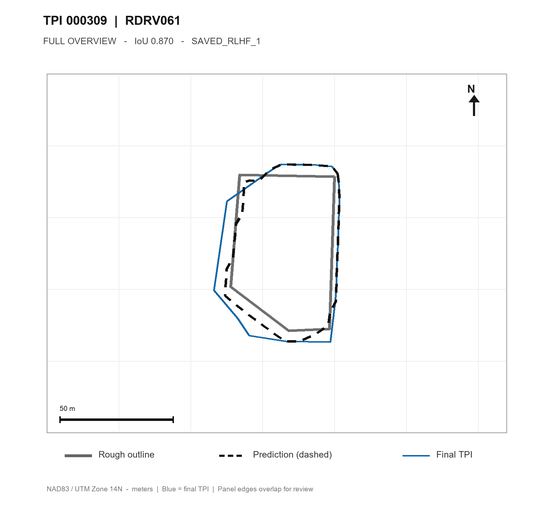 TPI 000309 | RDRV061
FULL OVERVIEW - IoU 0.870 - SAVED_RLHF_1
N
50 m
Rough outline Prediction (dashed) Final TPI
NAD83 / UTM Zone 14N - meters | Blue = final TPI | Panel edges overlap for review